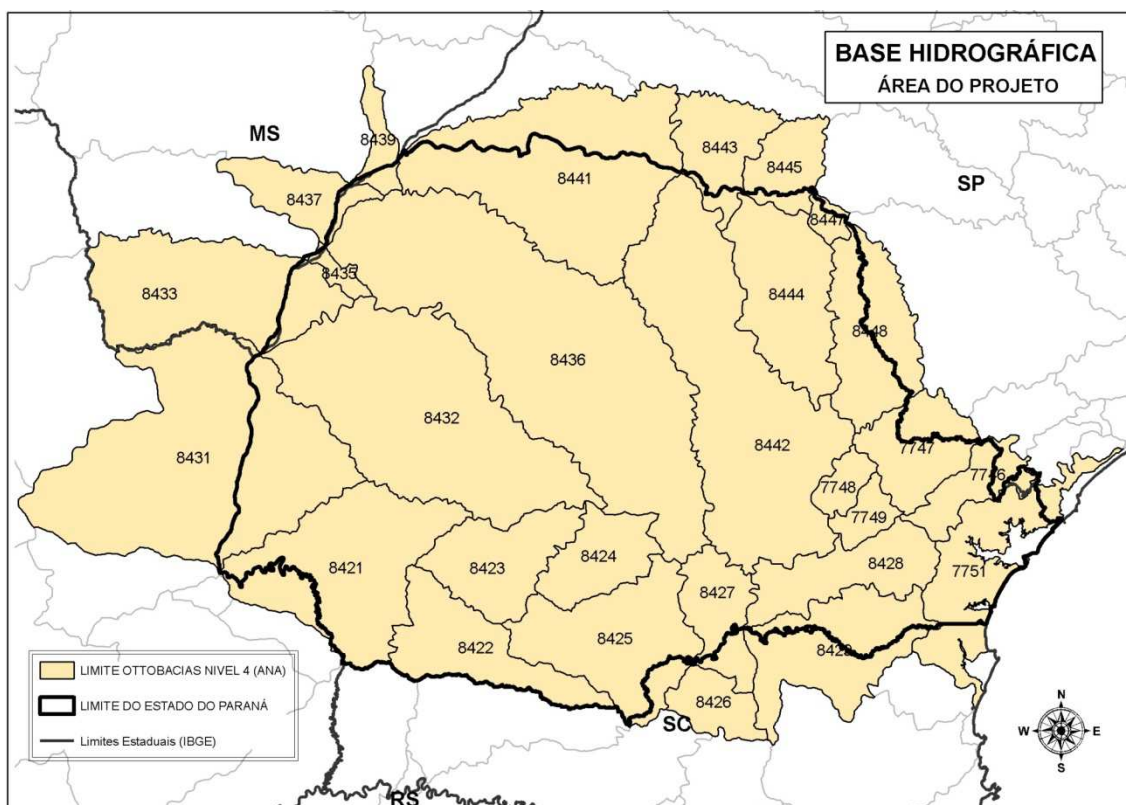 BASE HIDROGRÁFICA
ÁREA DO PROJETO
MS
8439
8443
8445
SP
8441
8437
8447
8435
8433
8444
8448
8436
8432
8442
8431
7747
7746
7748
7749
8424
8428
8421
8423
7751
8427
8425
8422
8429
8426
SC
RS
LIMITE OTTOBACIAS NIVEL 4 (ANA)
LIMITE DO ESTADO DO PARANÁ
Limites Estaduais (IBGE)
N
W
E
S